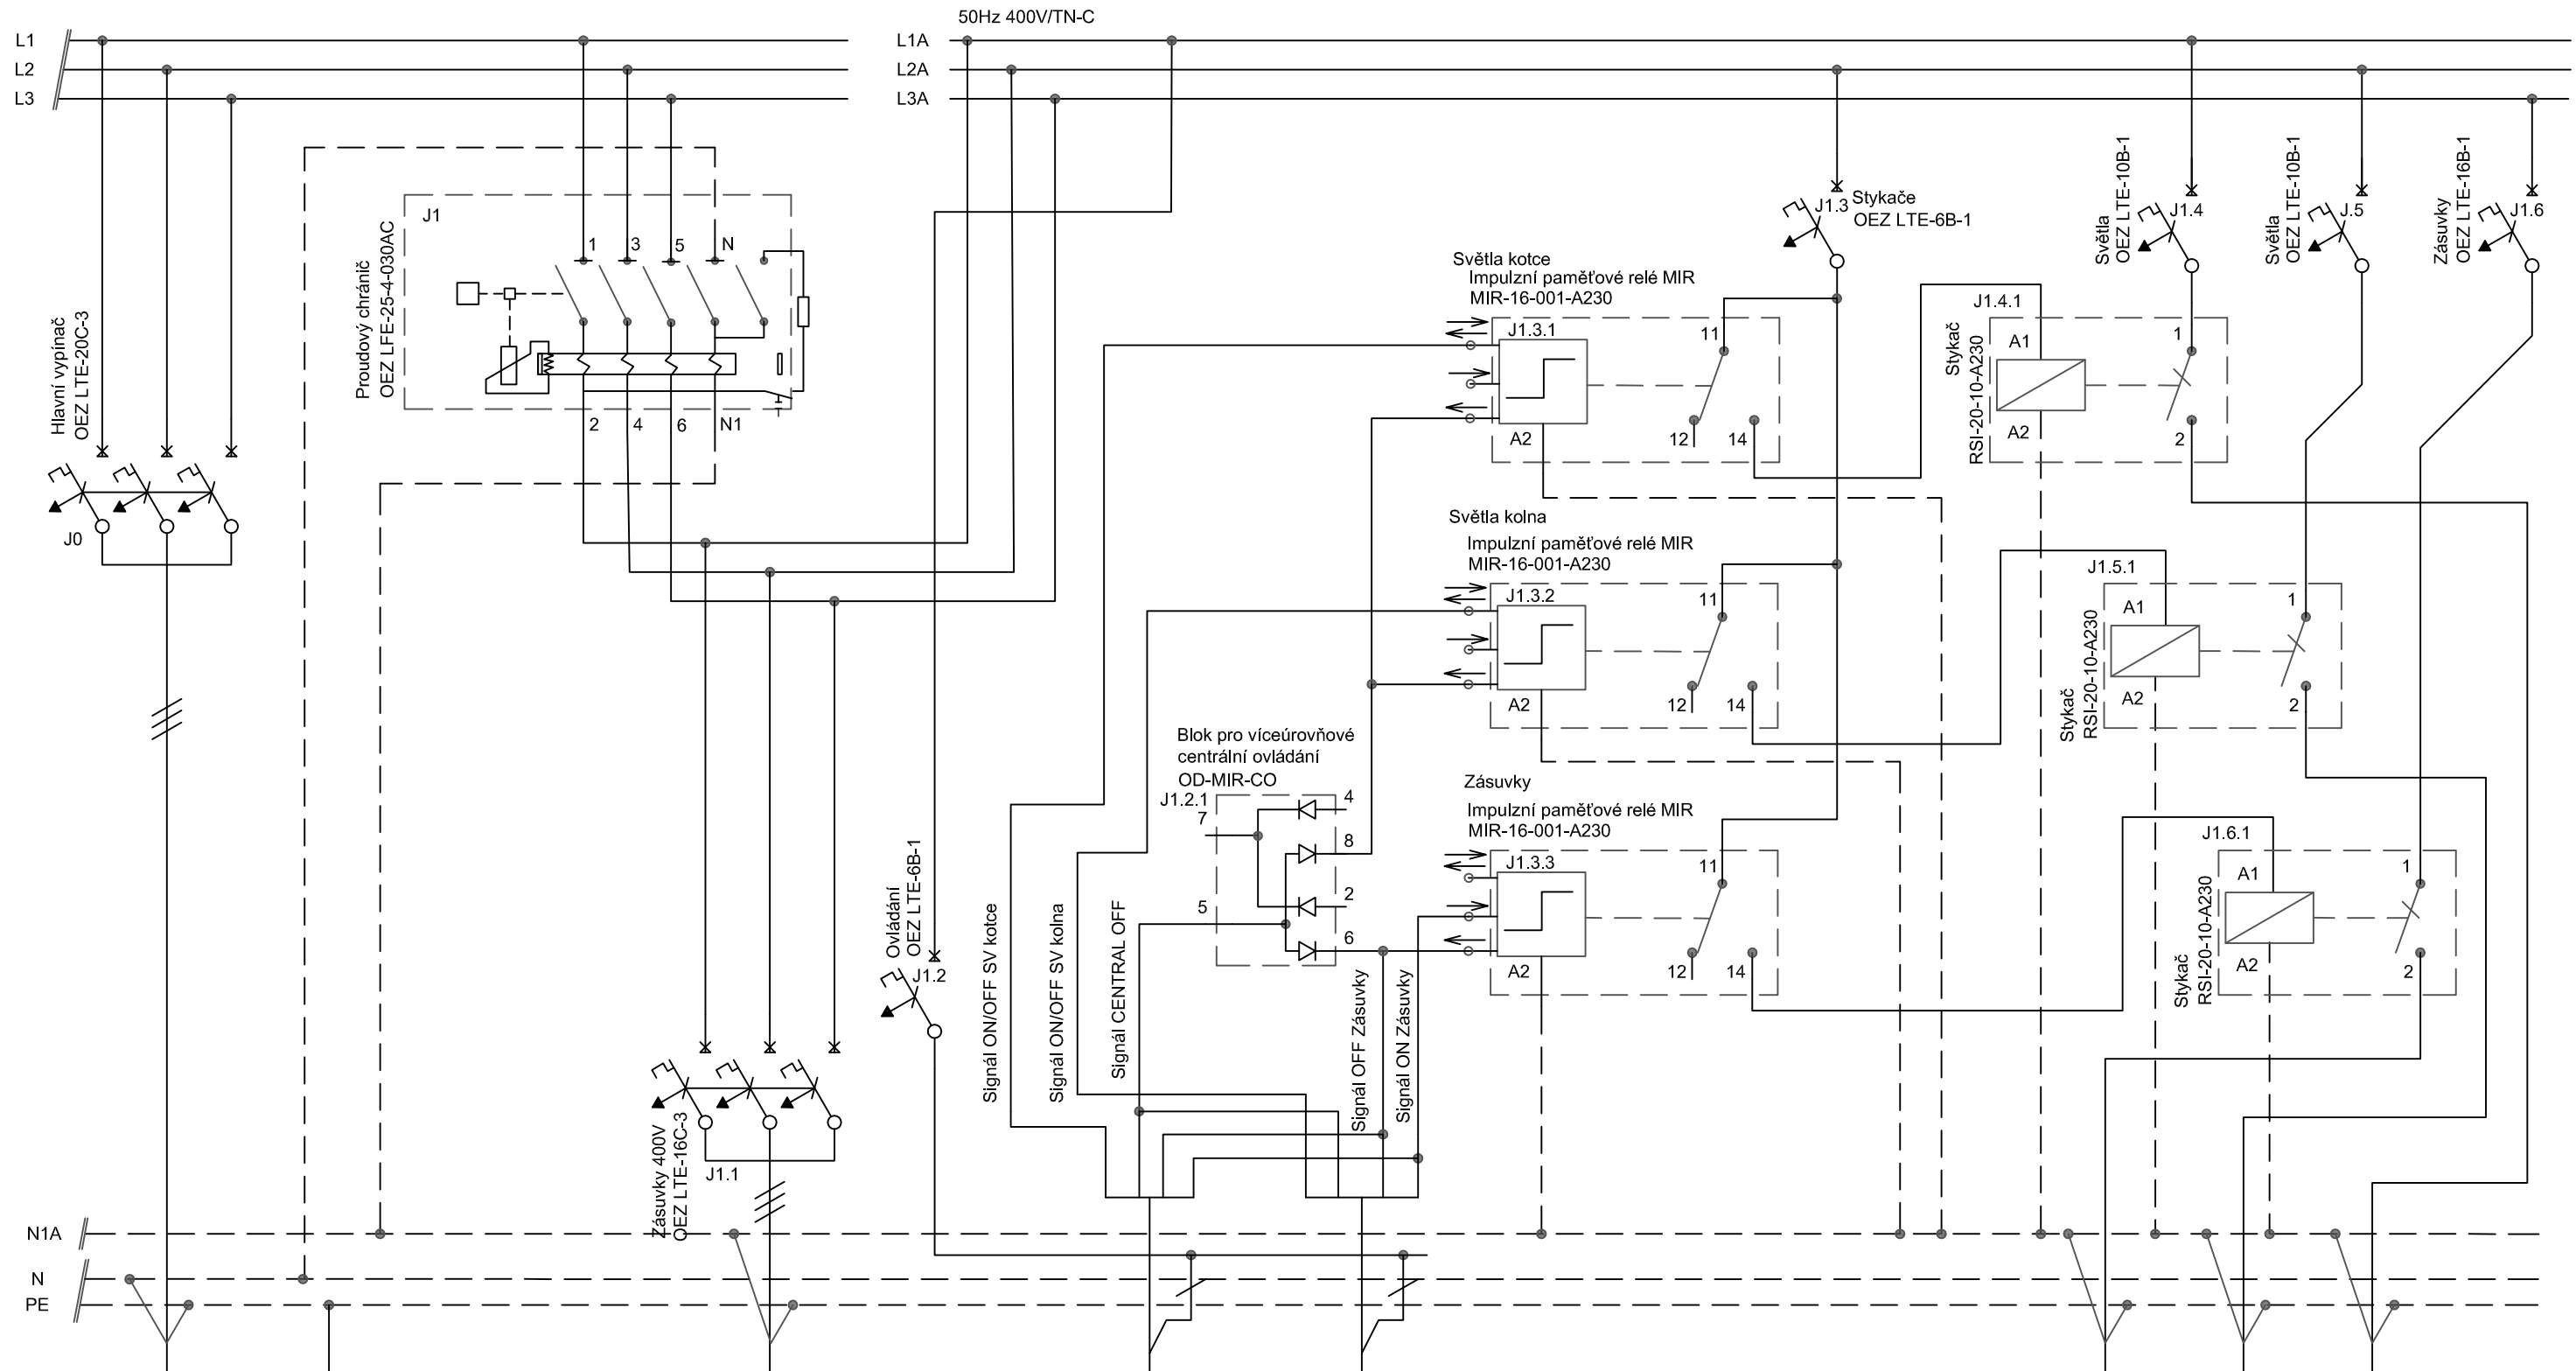 50Hz 400V/TN-C
L1
L2
L3
L1A
L2A
L3A
Hlavní vypínač
OEZ LTE-20C-3
J0
Proudový chránič
OEZ LFE-25-4-030AC
J1
1
3
5
N
2
4
6
N1
Zásuvky 400V
OEZ LTE-16C-3
J1.1
Ovládání
OEZ LTE-6B-1
J1.2
Signál ON/OFF SV kotce
Signál ON/OFF SV kolna
Signál CENTRAL OFF
Signál OFF Zásuvky
Signál ON Zásuvky
Blok pro víceúrovňové
centrální ovládání
OD-MIR-CO
J1.2.1
7
5
4
8
2
6
J1.3
Stykače
OEZ LTE-6B-1
Světla kotce
Impulzní paměťové relé MIR
MIR-16-001-A230
J1.3.1
11
12
14
A2
Světla kolna
Impulzní paměťové relé MIR
MIR-16-001-A230
J1.3.2
11
12
14
A2
Zásuvky
Impulzní paměťové relé MIR
MIR-16-001-A230
J1.3.3
11
12
14
A2
Světla
OEZ LTE-10B-1
J1.4
Světla
OEZ LTE-10B-1
J.5
Zásuvky
OEZ LTE-16B-1
J1.6
J1.4.1
Stykač
RSI-20-10-A230
A1
A2
1
2
J1.5.1
Stykač
RSI-20-10-A230
A1
A2
1
2
J1.6.1
Stykač
RSI-20-10-A230
A1
A2
1
2
N1A
N
PE